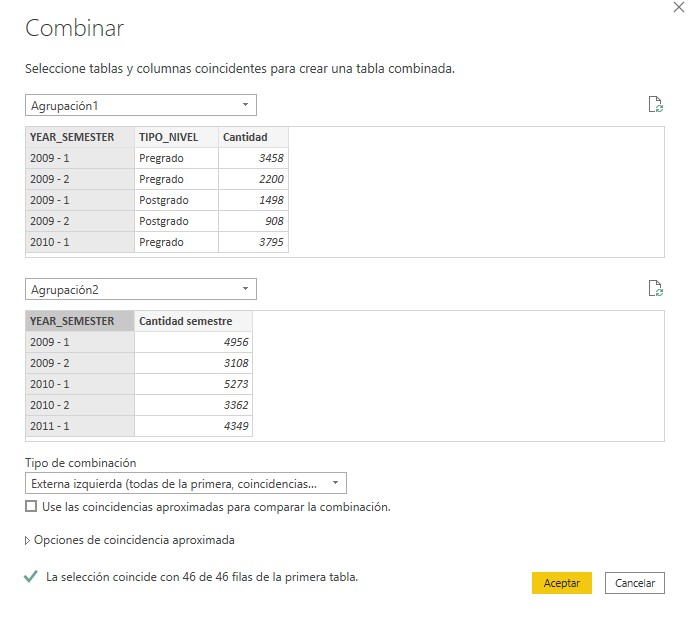 Combinar
Seleccione tablas y columnas coincidentes para crear una tabla combinada.
Agrupación1
YEAR_SEMESTER TIPO_NIVEL Cantidad
2009 - 1 Pregrado 3458
2009 - 2 Pregrado 2200
2009 - 1 Postgrado 1498
2009 - 2 Postgrado 908
2010 - 1 Pregrado 3795
Agrupación2
YEAR_SEMESTER Cantidad semestre
2009 - 1 4956
2009 - 2 3108
2010 - 1 5273
2010 - 2 3362
2011 - 1 4349
Tipo de combinación
Externa izquierda (todas de la primera, coincidencias...
Use las coincidencias aproximadas para comparar la combinación.
Opciones de coincidencia aproximada
La selección coincide con 46 de 46 filas de la primera tabla.
Aceptar Cancelar